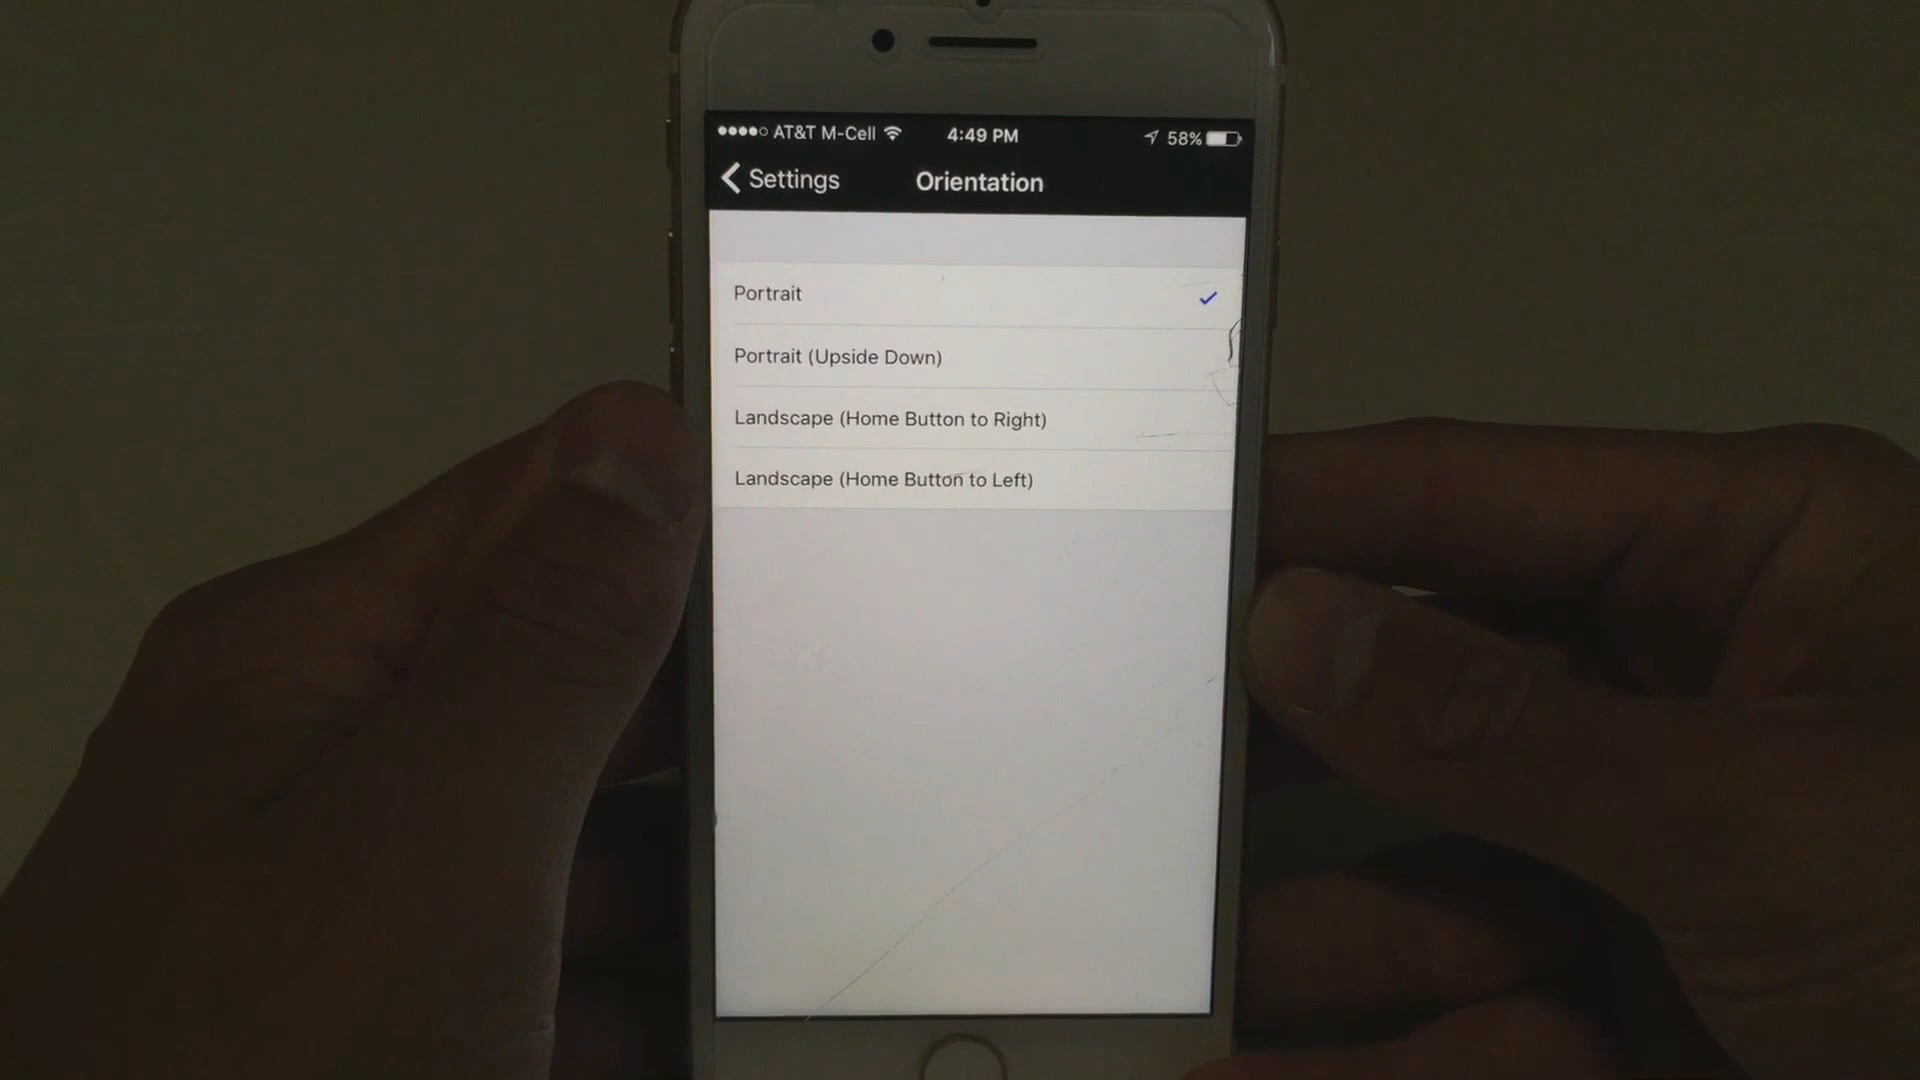 AT&T M-Cell 4:49 PM 58%
Settings Orientation
Portrait
Portrait (Upside Down)
Landscape (Home Button to Right)
Landscape (Home Button to Left)